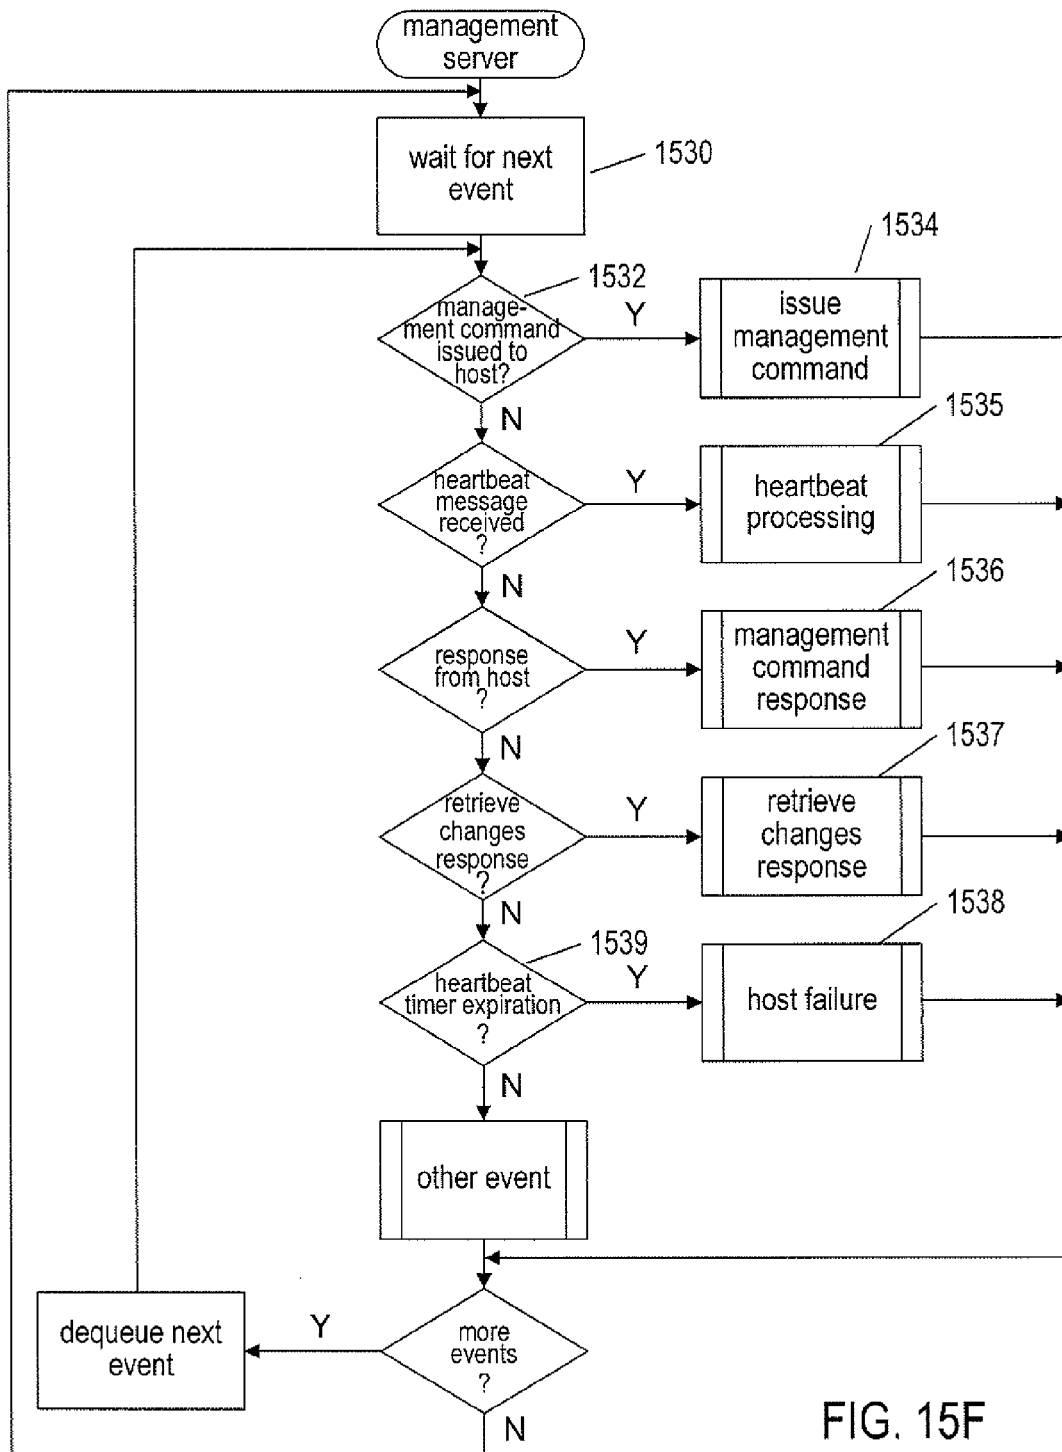 management
server
wait for next
event
1530
1532
manage-
ment command
issued to
host?
Y
1534
issue
management
command
N
heartbeat
message
received
?
Y
1535
heartbeat
processing
N
response
from host
?
Y
1536
management
command
response
N
retrieve
changes
response
?
Y
1537
retrieve
changes
response
N
1539
heartbeat
timer expiration
?
Y
1538
host failure
N
other event
more
events
?
Y
dequeue next
event
N
FIG. 15F